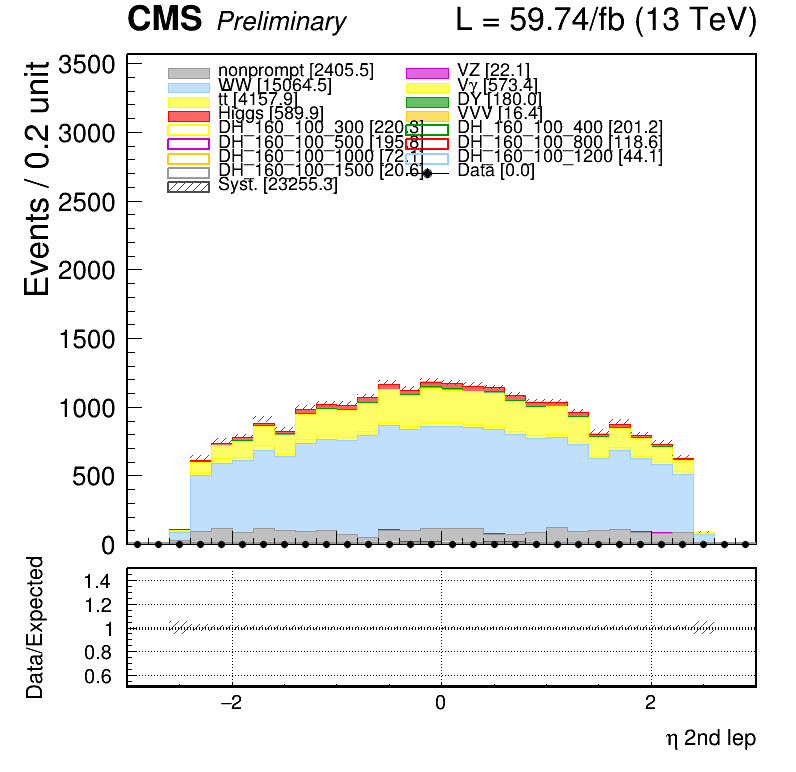 CMS Preliminary L = 59.74/fb (13 TeV)
Events / 0.2 unit
3500
3000
2500
2000
1500
1000
500
0
nonprompt [2405.5] VZ [22.1]
WW [15064.5] Vγ [573.4]
tt [4157.9] DY [180.0]
Higgs [589.9] VVV [16.4]
DH_160_100_300 [220.3] DH_160_100_400 [201.2]
DH_160_100_500 [195.8] DH_160_100_800 [118.6]
DH_160_100_1000 [72.1] DH_160_100_1200 [44.1]
DH_160_100_1500 [20.6] Data [0.0]
Syst. [23255.3]
Data/Expected
1.4
1.2
1
0.8
0.6
−2 0 2
η 2nd lep